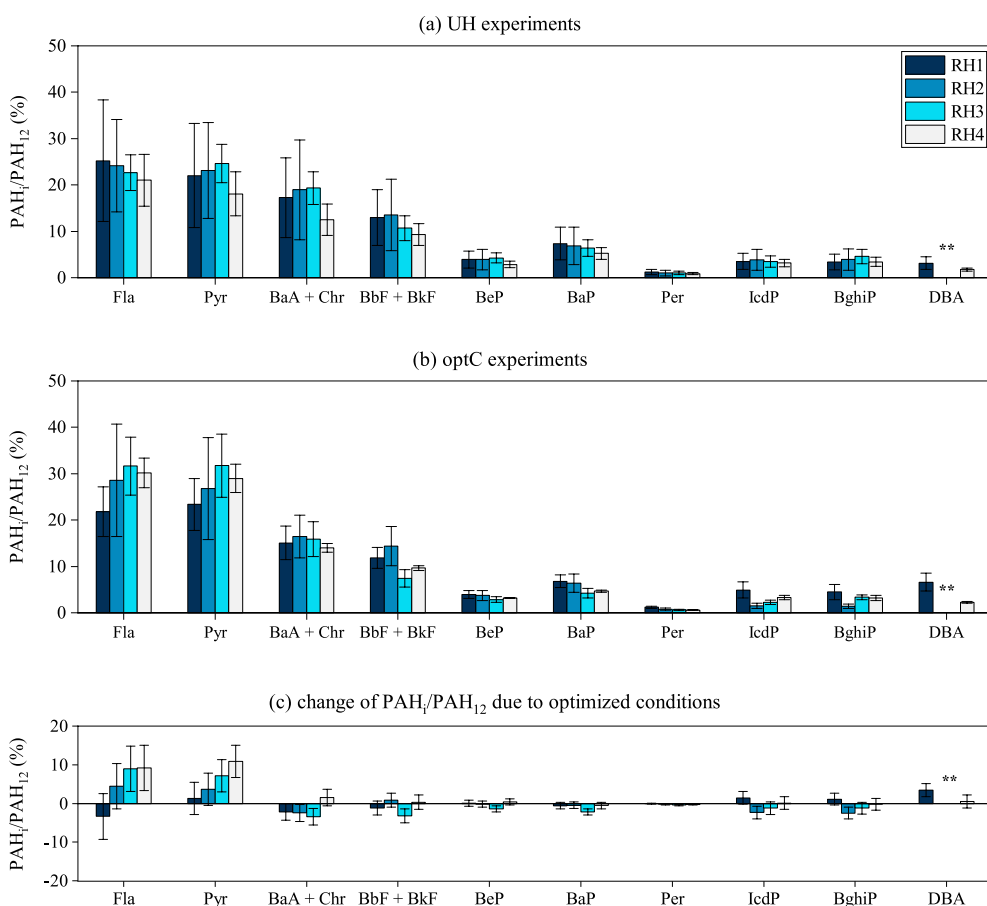 (a) UH experiments
PAHi/PAH12 (%)
50
40
30
20
10
0
RH1
RH2
RH3
RH4
**
Fla Pyr BaA + Chr BbF + BkF BeP BaP Per IcdP BghiP DBA
(b) optC experiments
PAHi/PAH12 (%)
50
40
30
20
10
0
**
Fla Pyr BaA + Chr BbF + BkF BeP BaP Per IcdP BghiP DBA
(c) change of PAHi/PAH12 due to optimized conditions
PAHi/PAH12 (%)
20
10
0
-10
-20
**
Fla Pyr BaA + Chr BbF + BkF BeP BaP Per IcdP BghiP DBA